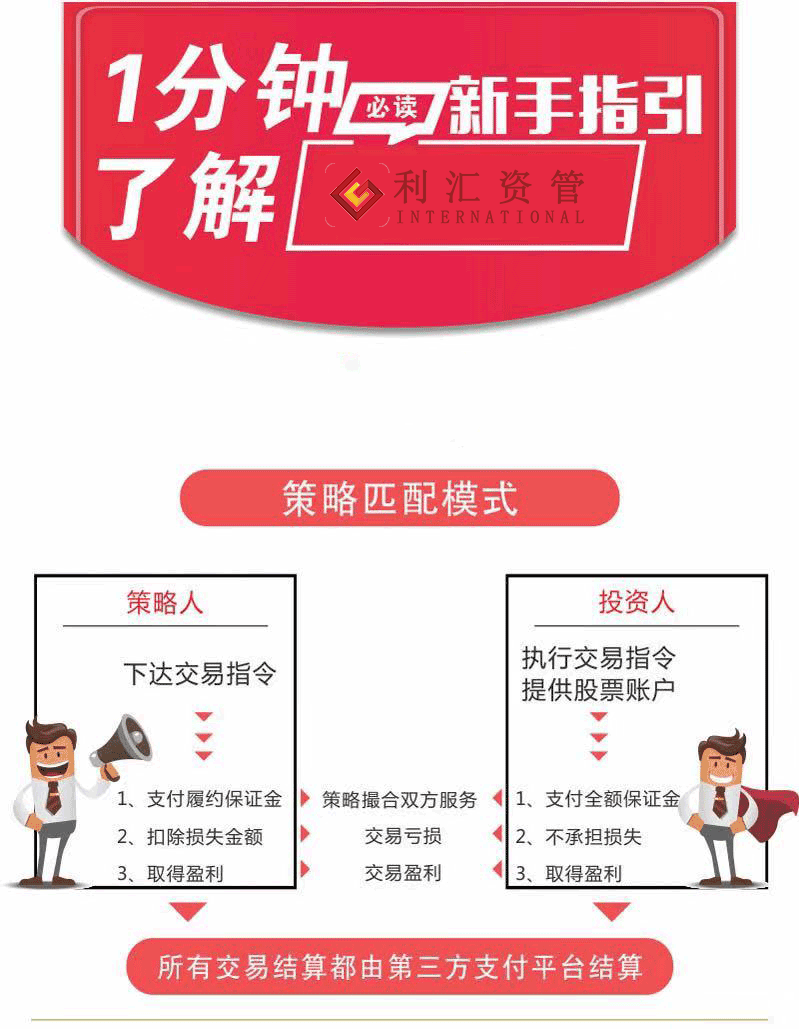 1分钟 必读 新手指引
了解 利汇资管
INTERNATIONAL
策略匹配模式
策略人
下达交易指令
投资人
执行交易指令
提供股票账户
1、支付履约保证金 策略撮合双方服务 1、支付全额保证金
2、扣除损失金额 交易亏损 2、不承担损失
3、取得盈利 交易盈利 3、取得盈利
所有交易结算都由第三方支付平台结算